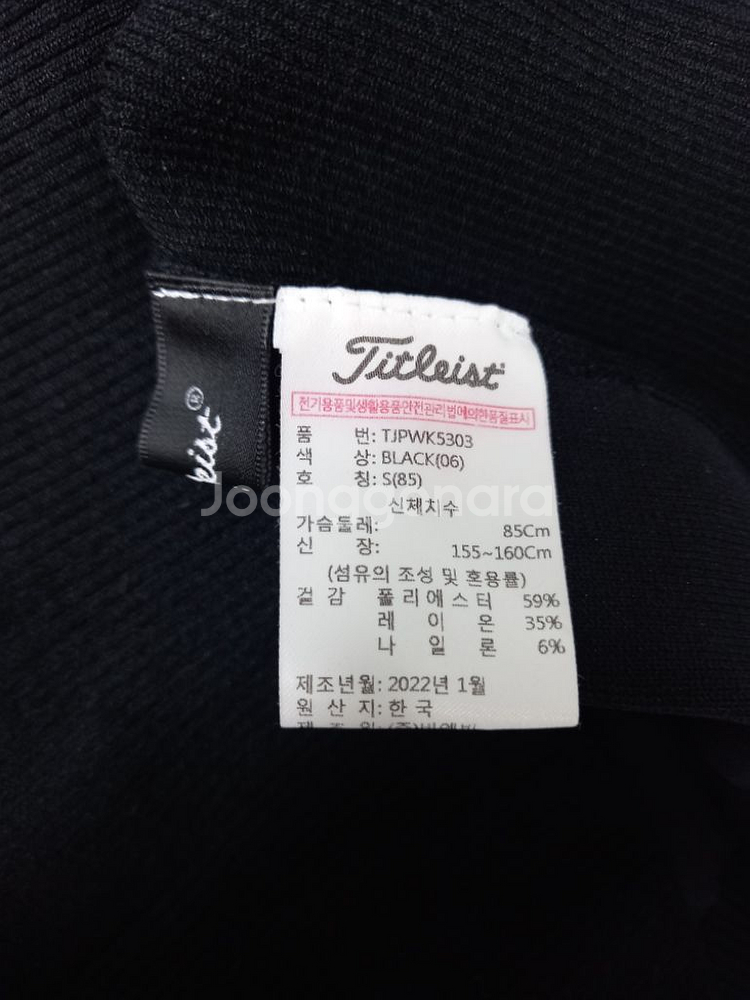 Titleist
전기용품및생활용품안전관리법에의한품질표시
품 번: TJPWK5303
색 상: BLACK(06)
호 칭: S(85)
신체치수
가슴둘레: 85Cm
신 장: 155~160Cm
(섬유의 조성 및 혼용률)
겉 감 폴리에스터 59%
레 이 온 35%
나 일 론 6%
제조년월: 2022년 1월
원 산 지: 한 국
Joonggonara